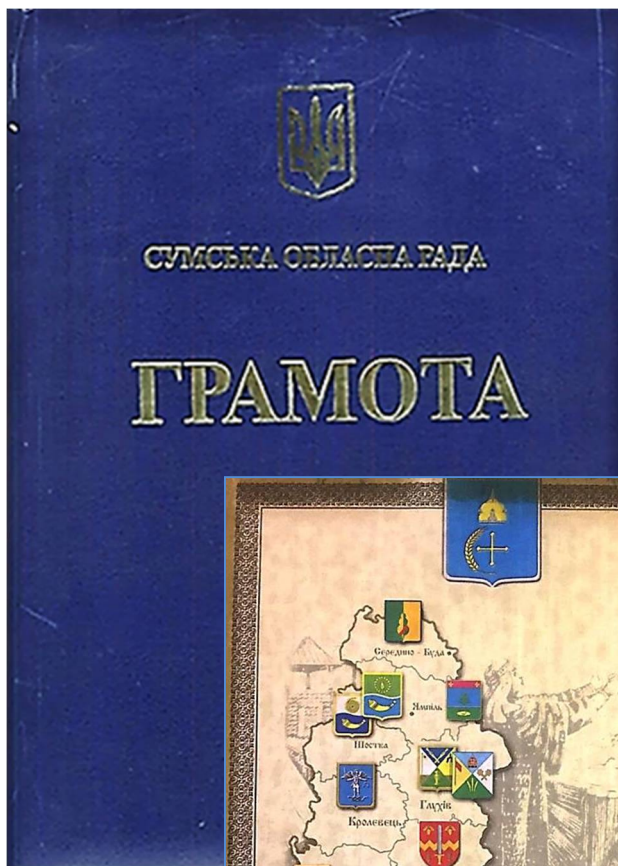 СУМСЬКА ОБЛАСНА РАДА
ГРАМОТА
Середино - Буда
Ямпіль
Шостка
Глухів
Кролевець